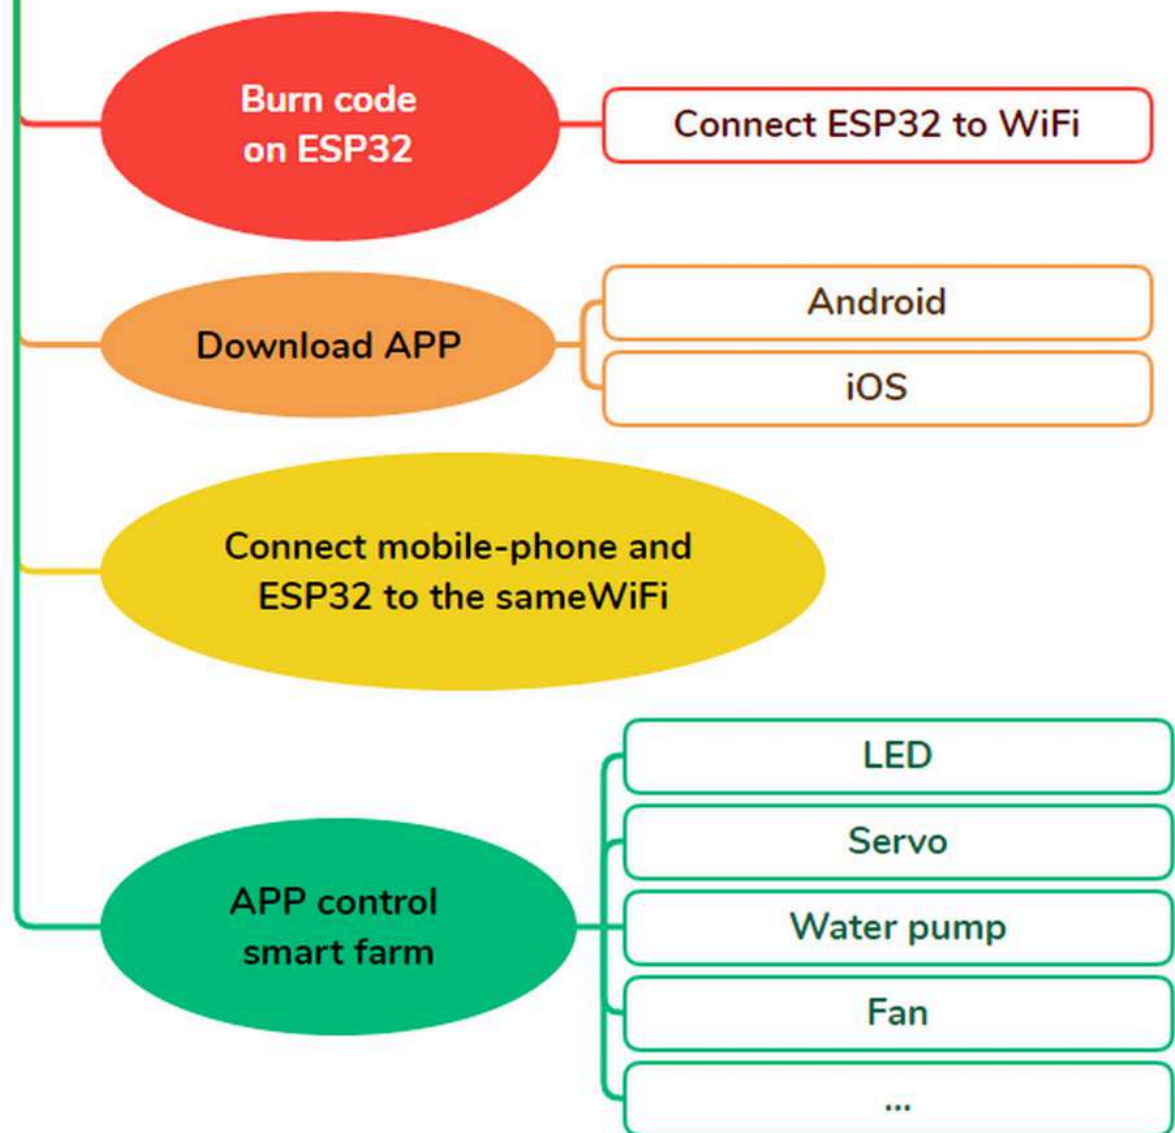 Burn code
on ESP32
Connect ESP32 to WiFi
Download APP
Android
iOS
Connect mobile-phone and
ESP32 to the sameWiFi
APP control
smart farm
LED
Servo
Water pump
Fan
...